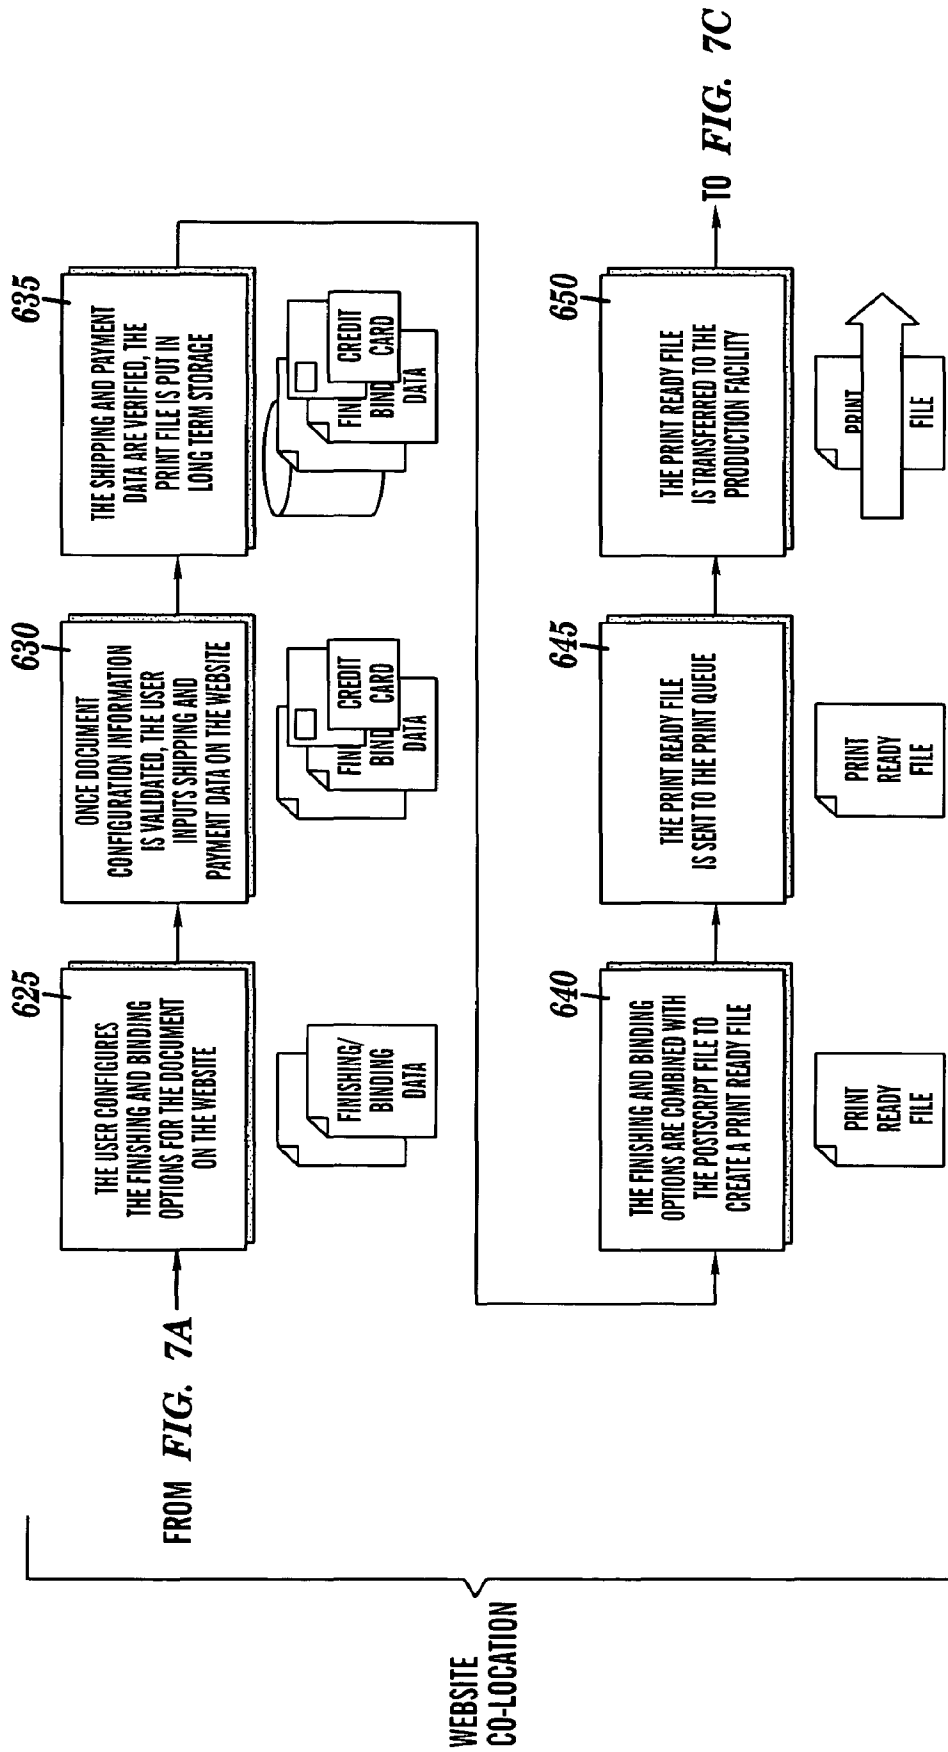 WEBSITE
CO-LOCATION
FROM FIG. 7A
625
THE USER CONFIGURES
THE FINISHING AND BINDING
OPTIONS FOR THE DOCUMENT
ON THE WEBSITE
FINISHING/
BINDING
DATA
630
ONCE DOCUMENT
CONFIGURATION INFORMATION
IS VALIDATED, THE USER
INPUTS SHIPPING AND
PAYMENT DATA ON THE WEBSITE
FIN
BIND
DATA
CREDIT
CARD
635
THE SHIPPING AND PAYMENT
DATA ARE VERIFIED, THE
PRINT FILE IS PUT IN
LONG TERM STORAGE
FIN
BIND
DATA
CREDIT
CARD
640
THE FINISHING AND BINDING
OPTIONS ARE COMBINED WITH
THE POSTSCRIPT FILE TO
CREATE A PRINT READY FILE
PRINT
READY
FILE
645
THE PRINT READY FILE
IS SENT TO THE PRINT QUEUE
PRINT
READY
FILE
650
THE PRINT READY FILE
IS TRANSFERRED TO THE
PRODUCTION FACILITY
PRINT
FILE
TO FIG. 7C